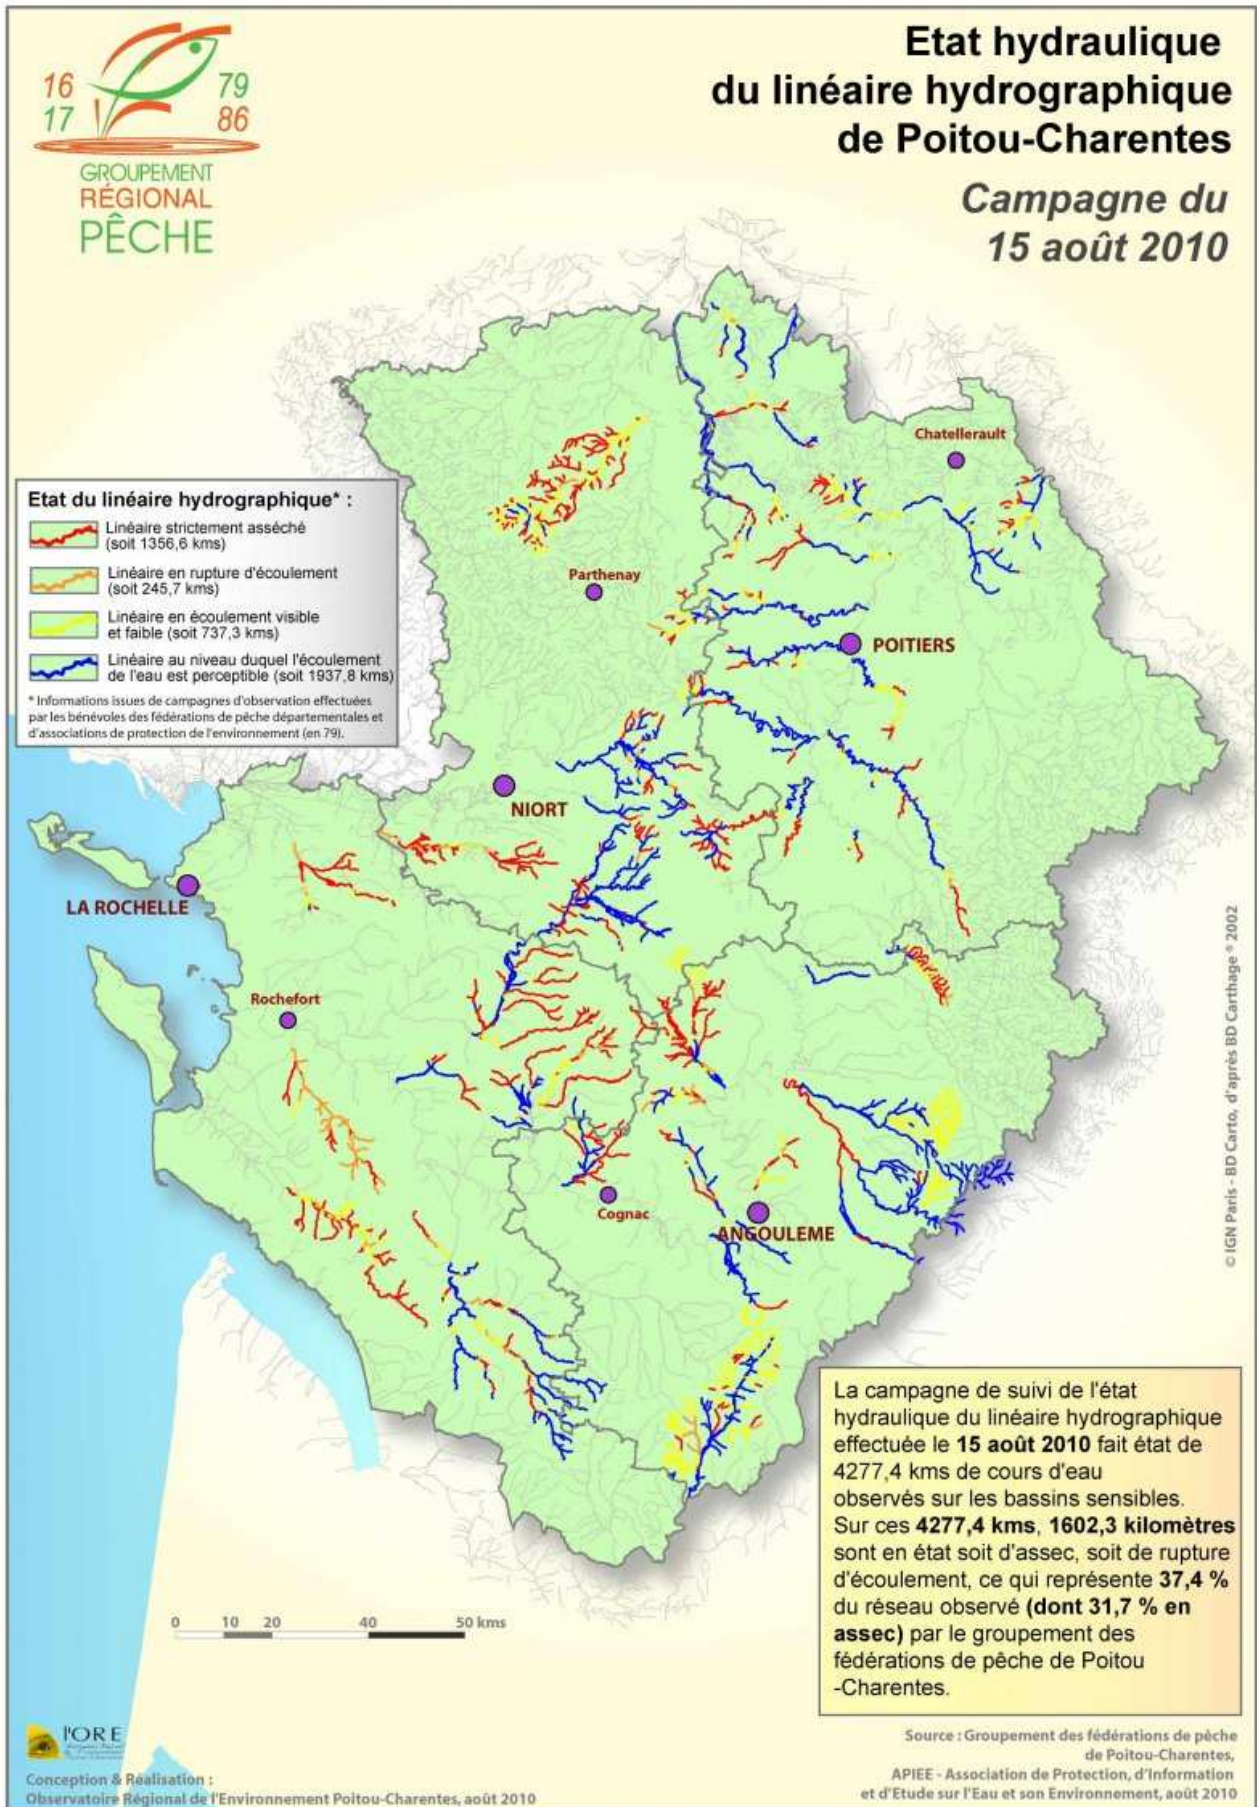 16
79
17
86
GROUPEMENT
RÉGIONAL
PÊCHE
Etat hydraulique
du linéaire hydrographique
de Poitou-Charentes
Campagne du
15 août 2010
Etat du linéaire hydrographique* :
Linéaire strictement asséché
(soit 1356,6 kms)
Linéaire en rupture d'écoulement
(soit 245,7 kms)
Linéaire en écoulement visible
et faible (soit 737,3 kms)
Linéaire au niveau duquel l'écoulement
de l'eau est perceptible (soit 1937,8 kms)
* Informations issues de campagnes d'observation effectuées
par les bénévoles des fédérations de pêche départementales et
d'associations de protection de l'environnement (en 79).
Chatellerault
Parthenay
POITIERS
NIORT
LA ROCHELLE
Rochefort
Cognac
ANGOULEME
© IGN Paris - BD Carto, d'après BD Carthage ® 2002
La campagne de suivi de l'état
hydraulique du linéaire hydrographique
effectuée le 15 août 2010 fait état de
4277,4 kms de cours d'eau
observés sur les bassins sensibles.
Sur ces 4277,4 kms, 1602,3 kilomètres
sont en état soit d'assec, soit de rupture
d'écoulement, ce qui représente 37,4 %
du réseau observé (dont 31,7 % en
assec) par le groupement des
fédérations de pêche de Poitou
-Charentes.
0 10 20 40 50 kms
l'ORE
Conception & Réalisation :
Observatoire Régional de l'Environnement Poitou-Charentes, août 2010
Source : Groupement des fédérations de pèche
de Poitou-Charentes,
APIEE - Association de Protection, d'Information
et d'Etude sur l'Eau et son Environnement, août 2010